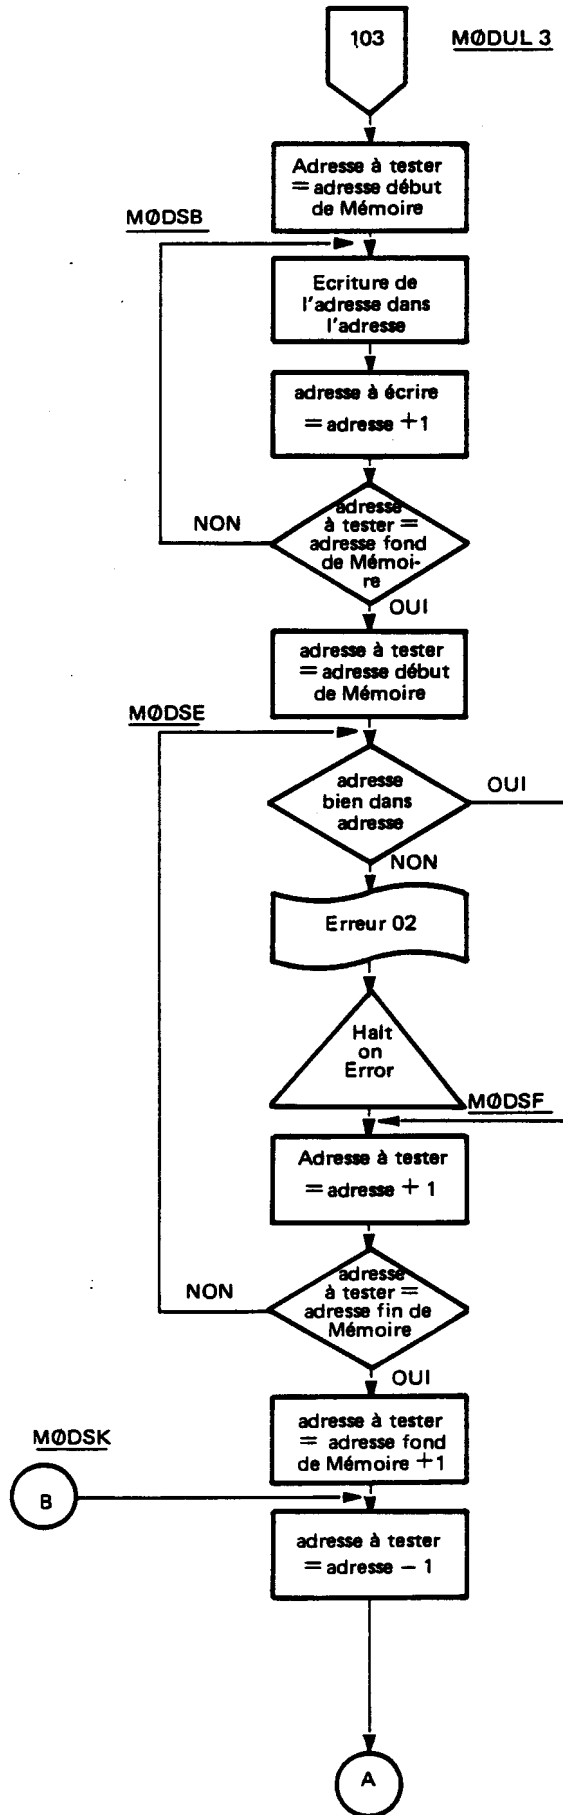 103
MØDUL 3
Adresse à tester
= adresse début
de Mémoire
MØDSB
Ecriture de
l'adresse dans
l'adresse
adresse à écrire
= adresse +1
adresse
à tester =
adresse fond
de Mémoi-
re
NON
OUI
adresse à tester
= adresse début
de Mémoire
MØDSE
adresse
bien dans
adresse
OUI
NON
Erreur 02
Halt
on
Error
MØDSF
Adresse à tester
= adresse + 1
adresse
à tester =
adresse fin de
Mémoire
NON
OUI
adresse à tester
= adresse fond
de Mémoire +1
MØDSK
B
adresse à tester
= adresse − 1
A